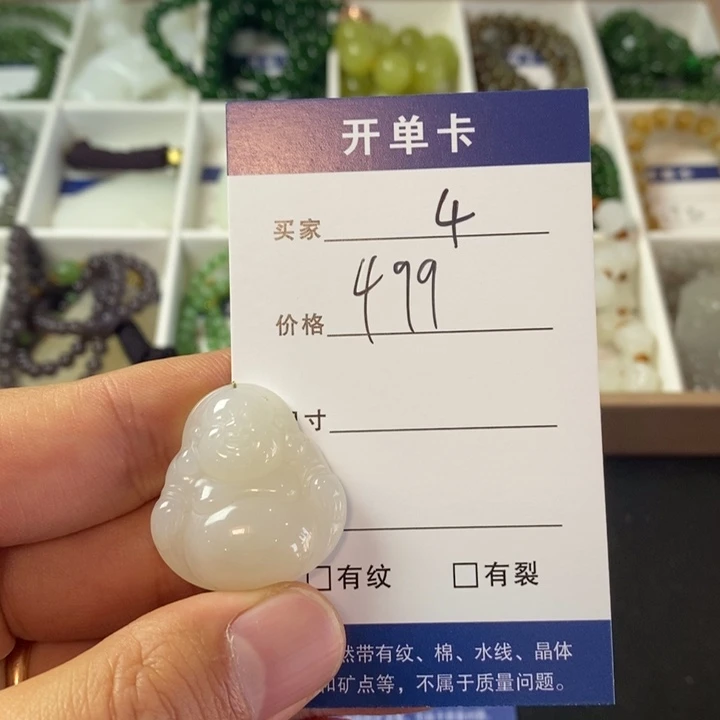 开单卡
买家 4
价格 499
寸
□有纹 □有裂
然带有纹、棉、水线、晶体
和矿点等，不属于质量问题。